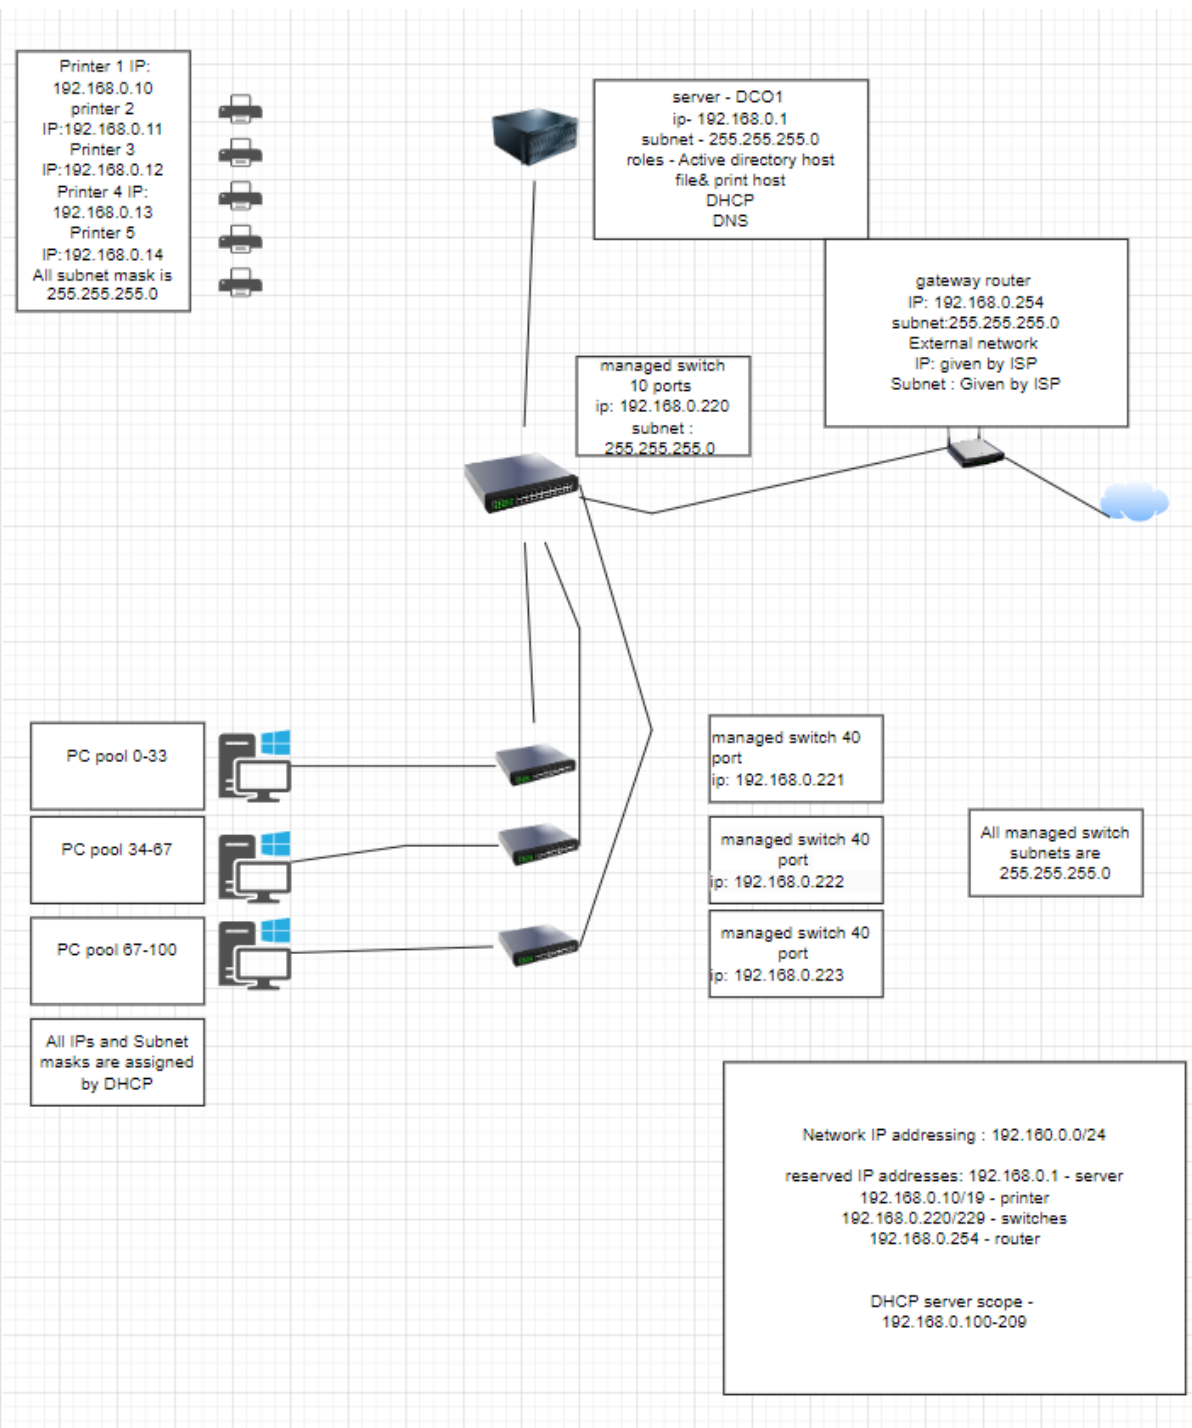 Printer 1 IP:
192.168.0.10
printer 2
IP:192.168.0.11
Printer 3
IP:192.168.0.12
Printer 4 IP:
192.168.0.13
Printer 5
IP:192.168.0.14
All subnet mask is
255.255.255.0
server - DCO1
ip- 192.168.0.1
subnet - 255.255.255.0
roles - Active directory host
file& print host
DHCP
DNS
gateway router
IP: 192.168.0.254
subnet:255.255.255.0
External network
IP: given by ISP
Subnet : Given by ISP
managed switch
10 ports
ip: 192.168.0.220
subnet :
255.255.255.0
PC pool 0-33
managed switch 40
port
ip: 192.168.0.221
PC pool 34-67
managed switch 40
port
ip: 192.168.0.222
All managed switch
subnets are
255.255.255.0
PC pool 67-100
managed switch 40
port
ip: 192.168.0.223
All IPs and Subnet
masks are assigned
by DHCP
Network IP addressing : 192.160.0.0/24
reserved IP addresses: 192.168.0.1 - server
192.168.0.10/19 - printer
192.168.0.220/229 - switches
192.168.0.254 - router
DHCP server scope -
192.168.0.100-209